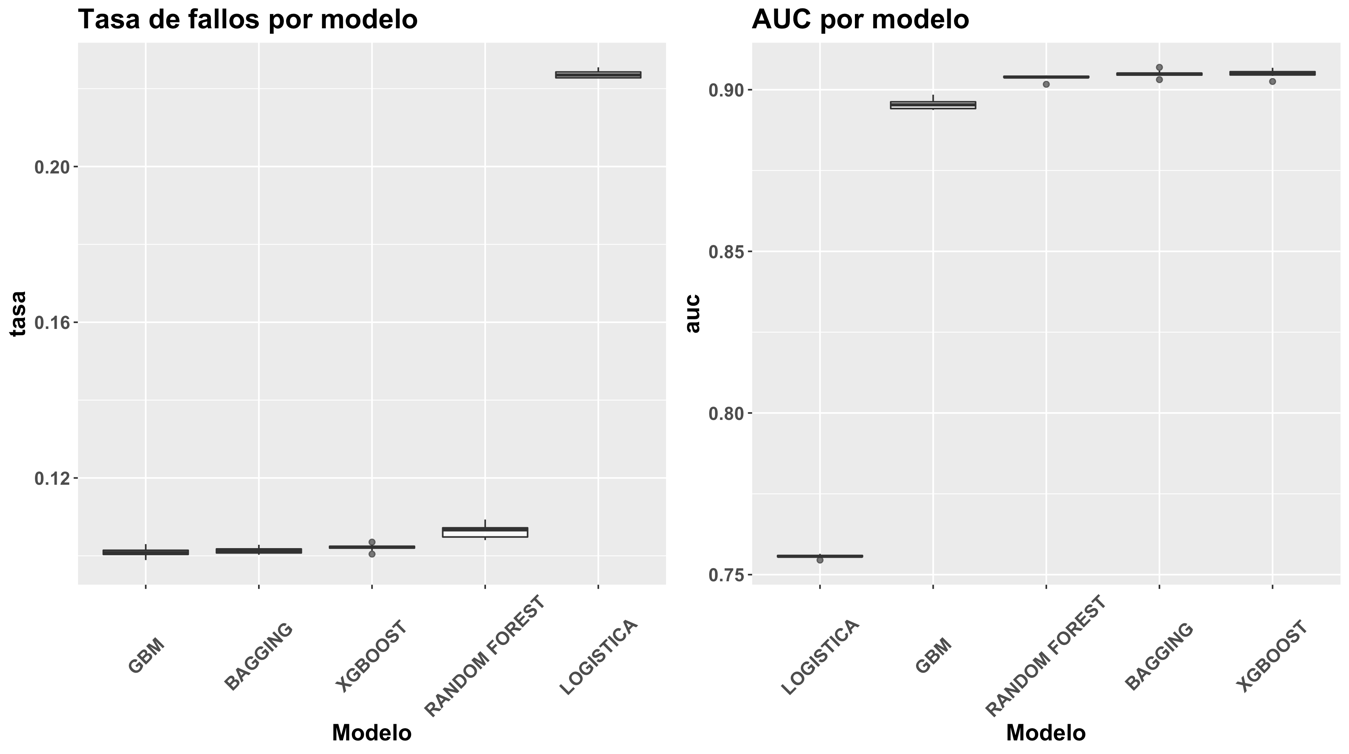 Tasa de fallos por modelo
tasa
0.20
0.16
0.12
GBM
BAGGING
XGBOOST
RANDOM FOREST
LOGISTICA
Modelo
AUC por modelo
auc
0.90
0.85
0.80
0.75
LOGISTICA
GBM
RANDOM FOREST
BAGGING
XGBOOST
Modelo